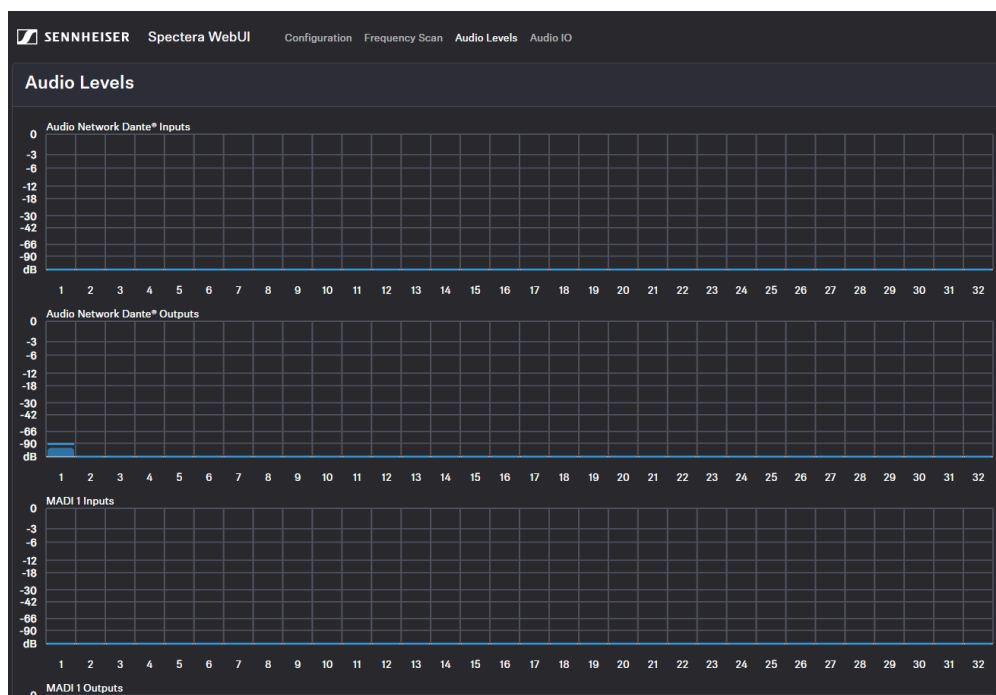 SENNHEISER Spectera WebUI Configuration Frequency Scan Audio Levels Audio IO
Audio Levels
Audio Network Dante® Inputs
0
-3
-6
-12
-18
-30
-42
-66
-90
dB
1 2 3 4 5 6 7 8 9 10 11 12 13 14 15 16 17 18 19 20 21 22 23 24 25 26 27 28 29 30 31 32
Audio Network Dante® Outputs
0
-3
-6
-12
-18
-30
-42
-66
-90
dB
1 2 3 4 5 6 7 8 9 10 11 12 13 14 15 16 17 18 19 20 21 22 23 24 25 26 27 28 29 30 31 32
MADI 1 Inputs
0
-3
-6
-12
-18
-30
-42
-66
-90
dB
1 2 3 4 5 6 7 8 9 10 11 12 13 14 15 16 17 18 19 20 21 22 23 24 25 26 27 28 29 30 31 32
MADI 1 Outputs
0